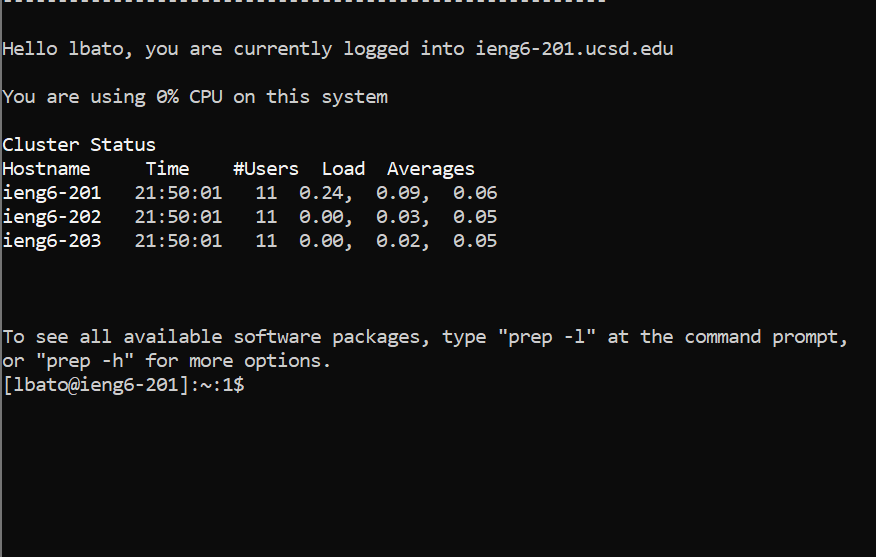 Hello lbato, you are currently logged into ieng6-201.ucsd.edu
You are using 0% CPU on this system
Cluster Status
Hostname     Time    #Users  Load  Averages
ieng6-201   21:50:01   11  0.24,  0.09,  0.06
ieng6-202   21:50:01   11  0.00,  0.03,  0.05
ieng6-203   21:50:01   11  0.00,  0.02,  0.05
To see all available software packages, type "prep -l" at the command prompt,
or "prep -h" for more options.
[lbato@ieng6-201]:~:1$